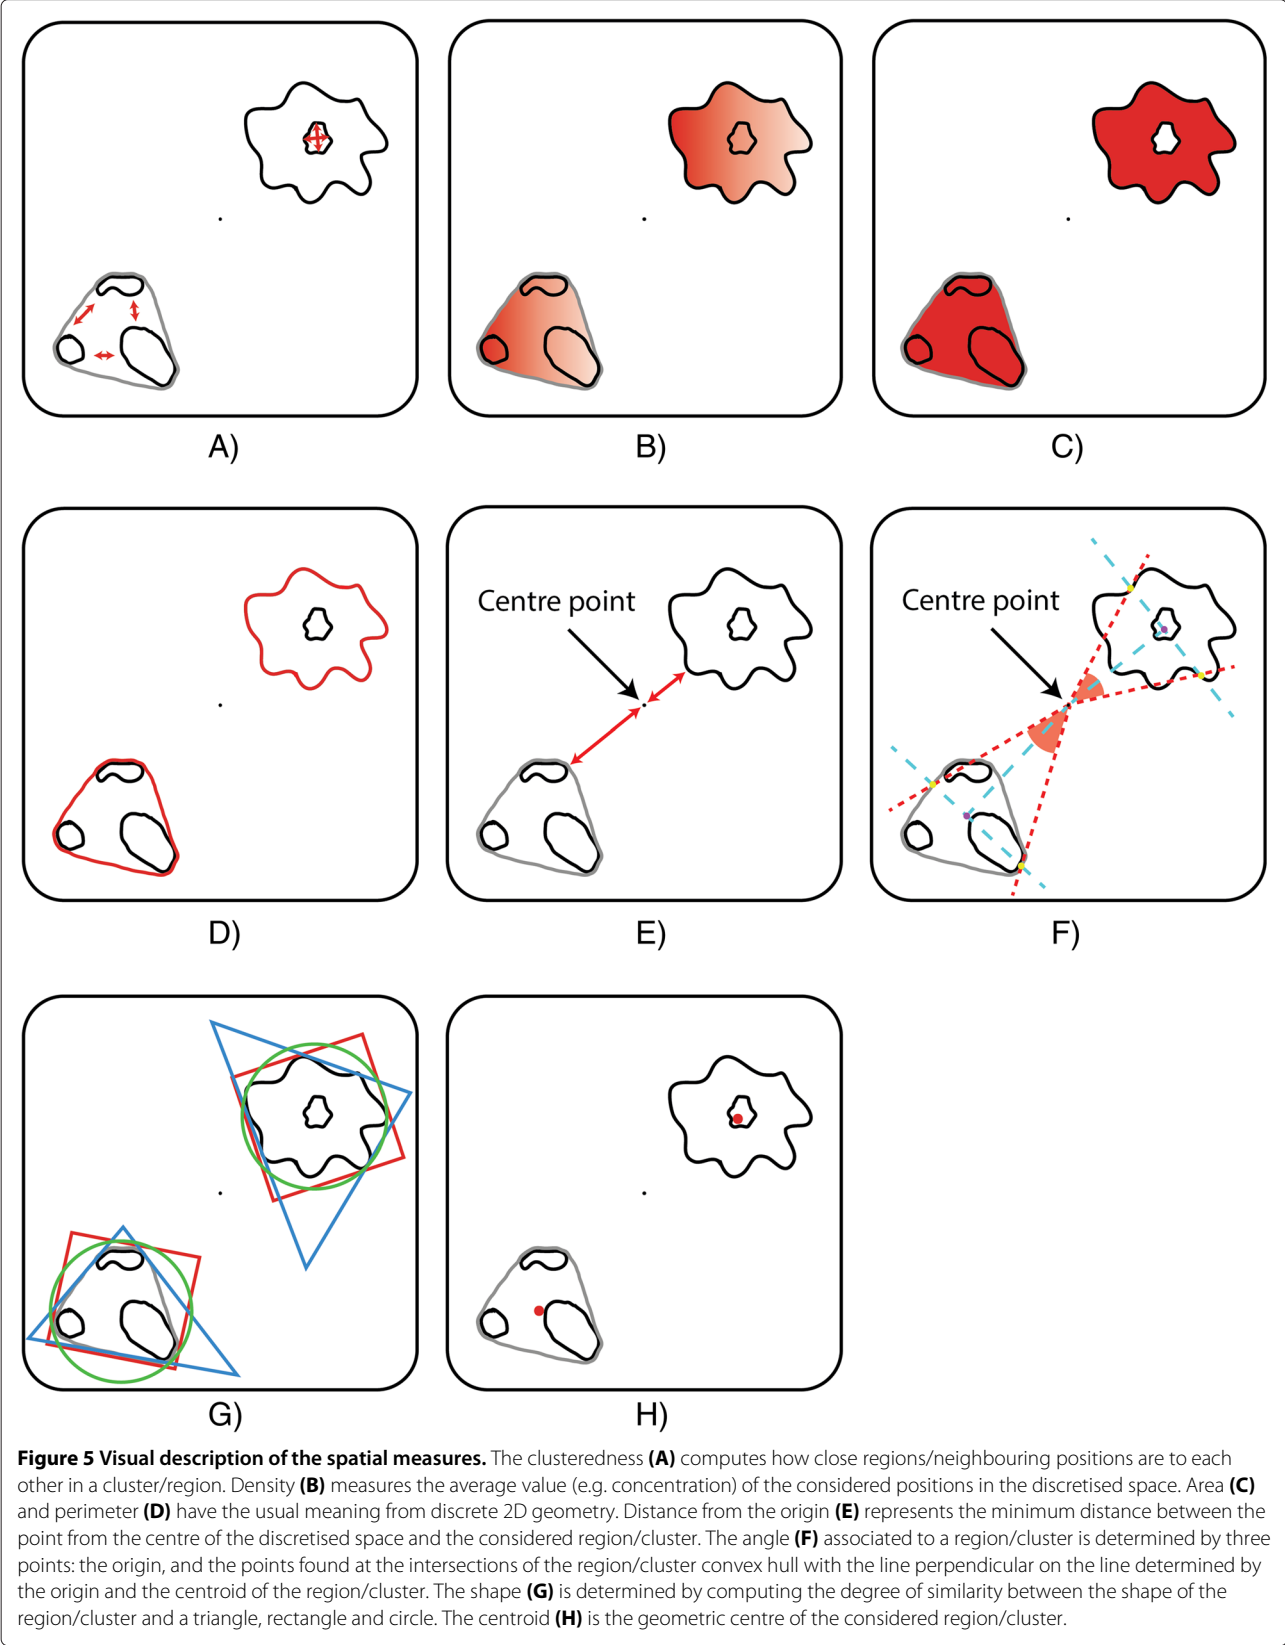 A)
B)
C)
Centre point
Centre point
D)
E)
F)
G)
H)
Figure 5 Visual description of the spatial measures. The clusteredness (A) computes how close regions/neighbouring positions are to each
other in a cluster/region. Density (B) measures the average value (e.g. concentration) of the considered positions in the discretised space. Area (C)
and perimeter (D) have the usual meaning from discrete 2D geometry. Distance from the origin (E) represents the minimum distance between the
point from the centre of the discretised space and the considered region/cluster. The angle (F) associated to a region/cluster is determined by three
points: the origin, and the points found at the intersections of the region/cluster convex hull with the line perpendicular on the line determined by
the origin and the centroid of the region/cluster. The shape (G) is determined by computing the degree of similarity between the shape of the
region/cluster and a triangle, rectangle and circle. The centroid (H) is the geometric centre of the considered region/cluster.